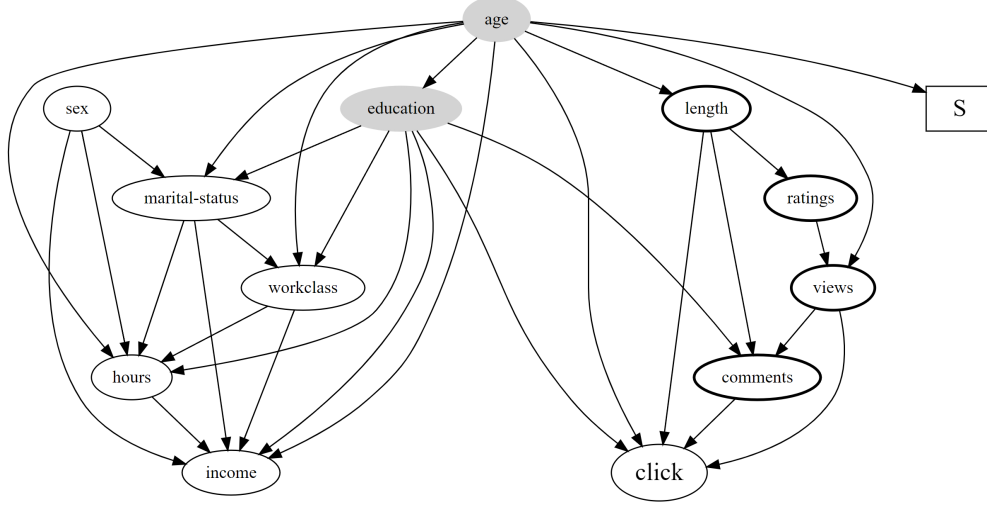 age
S
sex
education
length
marital-status
ratings
workclass
views
hours
comments
income
click